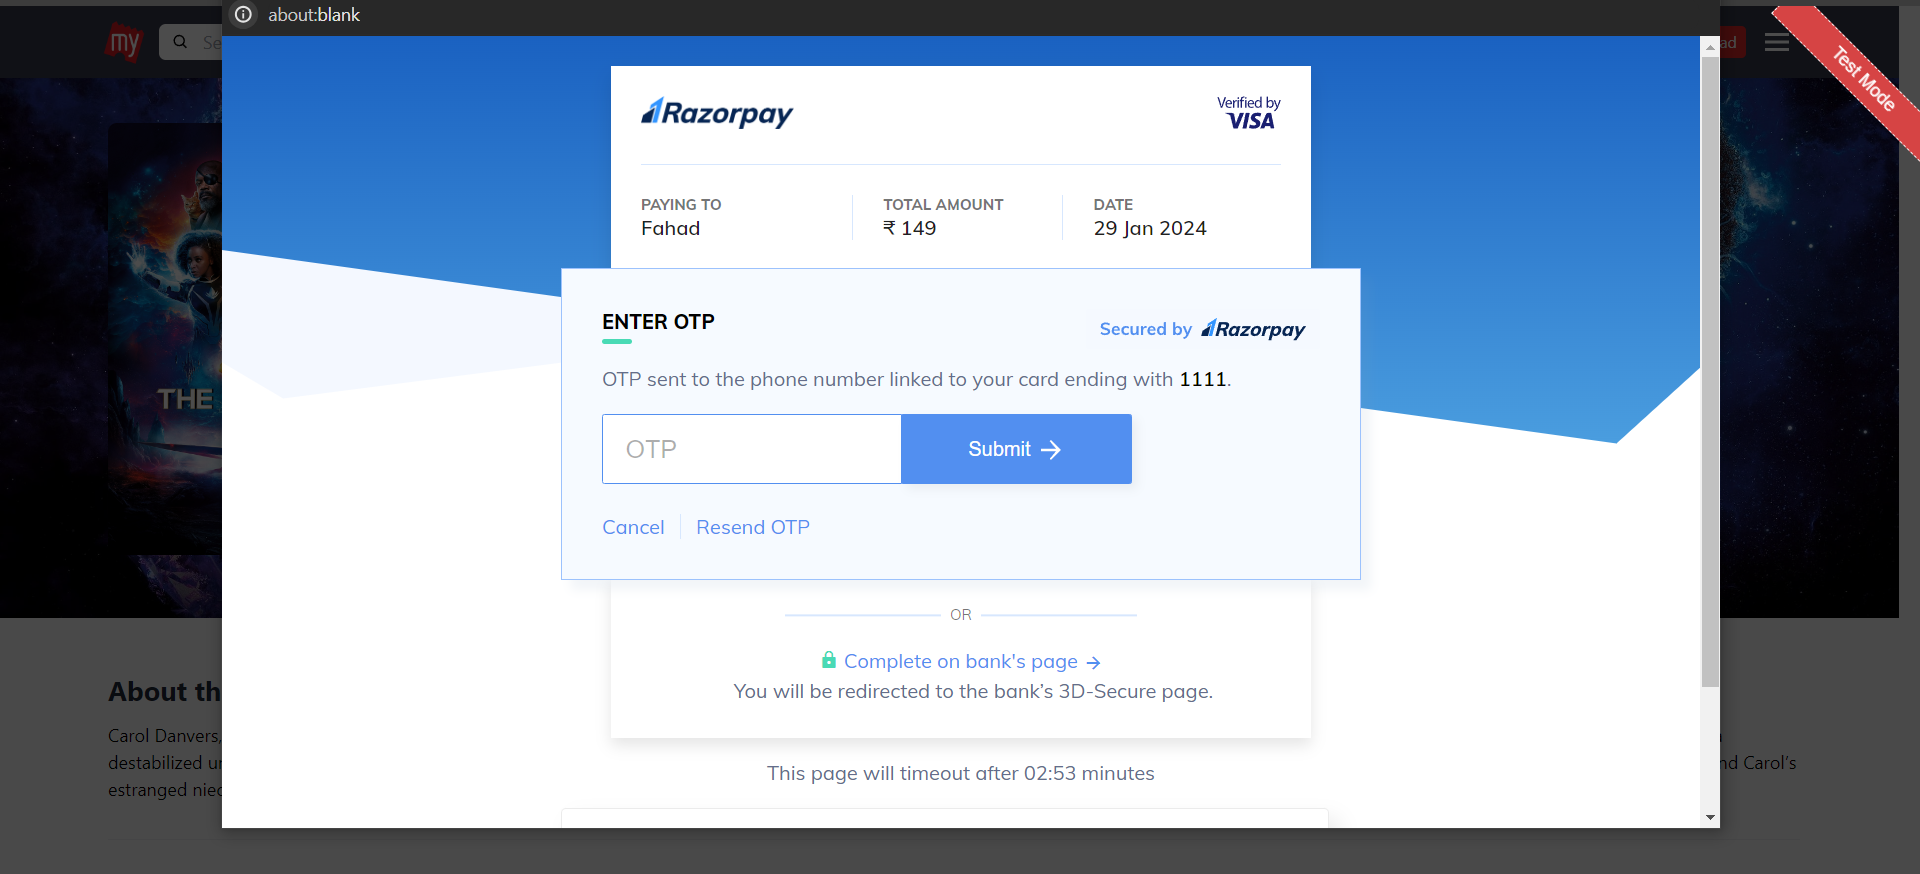 about:blank
my
Se
ad
Test Mode
Razorpay
Verified by
VISA
PAYING TO
Fahad
TOTAL AMOUNT
₹ 149
DATE
29 Jan 2024
ENTER OTP
Secured by Razorpay
OTP sent to the phone number linked to your card ending with 1111.
OTP
Submit
Cancel
Resend OTP
THE
OR
Complete on bank's page
You will be redirected to the bank’s 3D-Secure page.
This page will timeout after 02:53 minutes
About th
Carol Danvers,
destabilized u
nd Carol’s
estranged niec